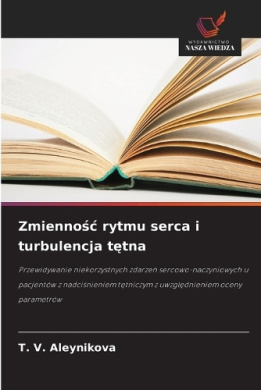 WYDAWNICTWO
NASZA WIEDZA
Zmienność rytmu serca i
turbulencja tętna
Przewidywanie niekorzystnych zdarzeń sercowo-naczyniowych u
pacjentów z nadciśnieniem tętniczym z uwzględnieniem oceny
parametrów
T. V. Aleynikova